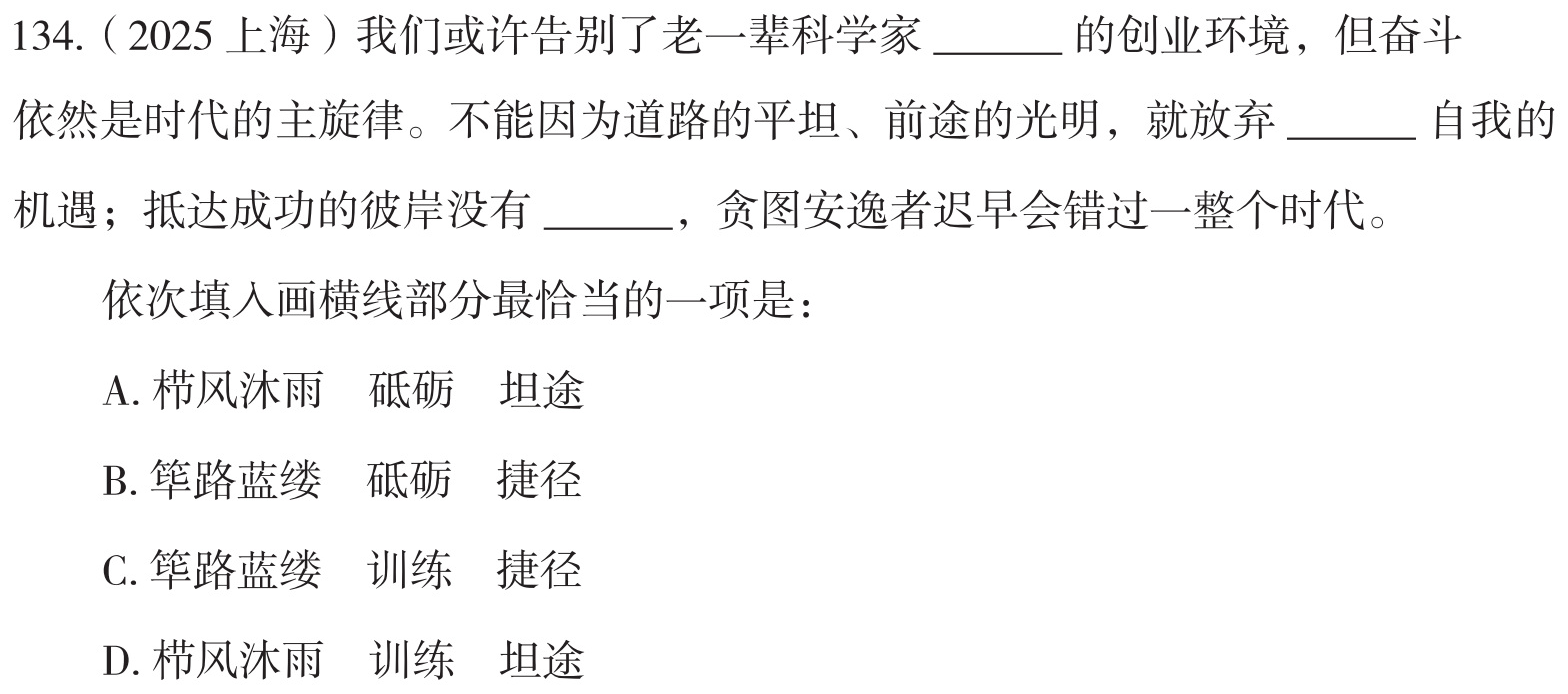 134.（2025 上海）我们或许告别了老一辈科学家 ______ 的创业环境，但奋斗
依然是时代的主旋律。不能因为道路的平坦、前途的光明，就放弃 ______ 自我的
机遇；抵达成功的彼岸没有 ______，贪图安逸者迟早会错过一整个时代。
依次填入画横线部分最恰当的一项是：
A. 栉风沐雨　砥砺　坦途
B. 筚路蓝缕　砥砺　捷径
C. 筚路蓝缕　训练　捷径
D. 栉风沐雨　训练　坦途